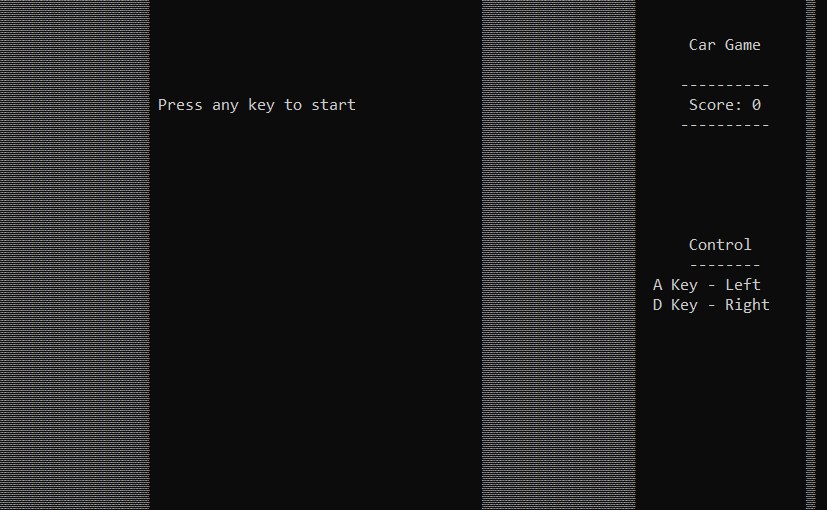 Car Game
----------
Press any key to start
Score: 0
----------
Control
--------
A Key - Left
D Key - Right